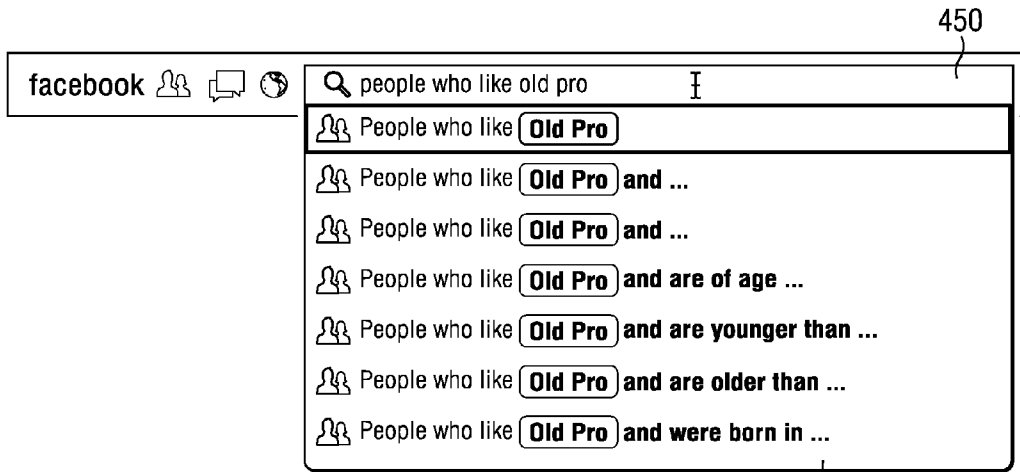 450
facebook people who like old pro
People who like Old Pro
People who like Old Pro and ...
People who like Old Pro and ...
People who like Old Pro and are of age ...
People who like Old Pro and are younger than ...
People who like Old Pro and are older than ...
People who like Old Pro and were born in ...